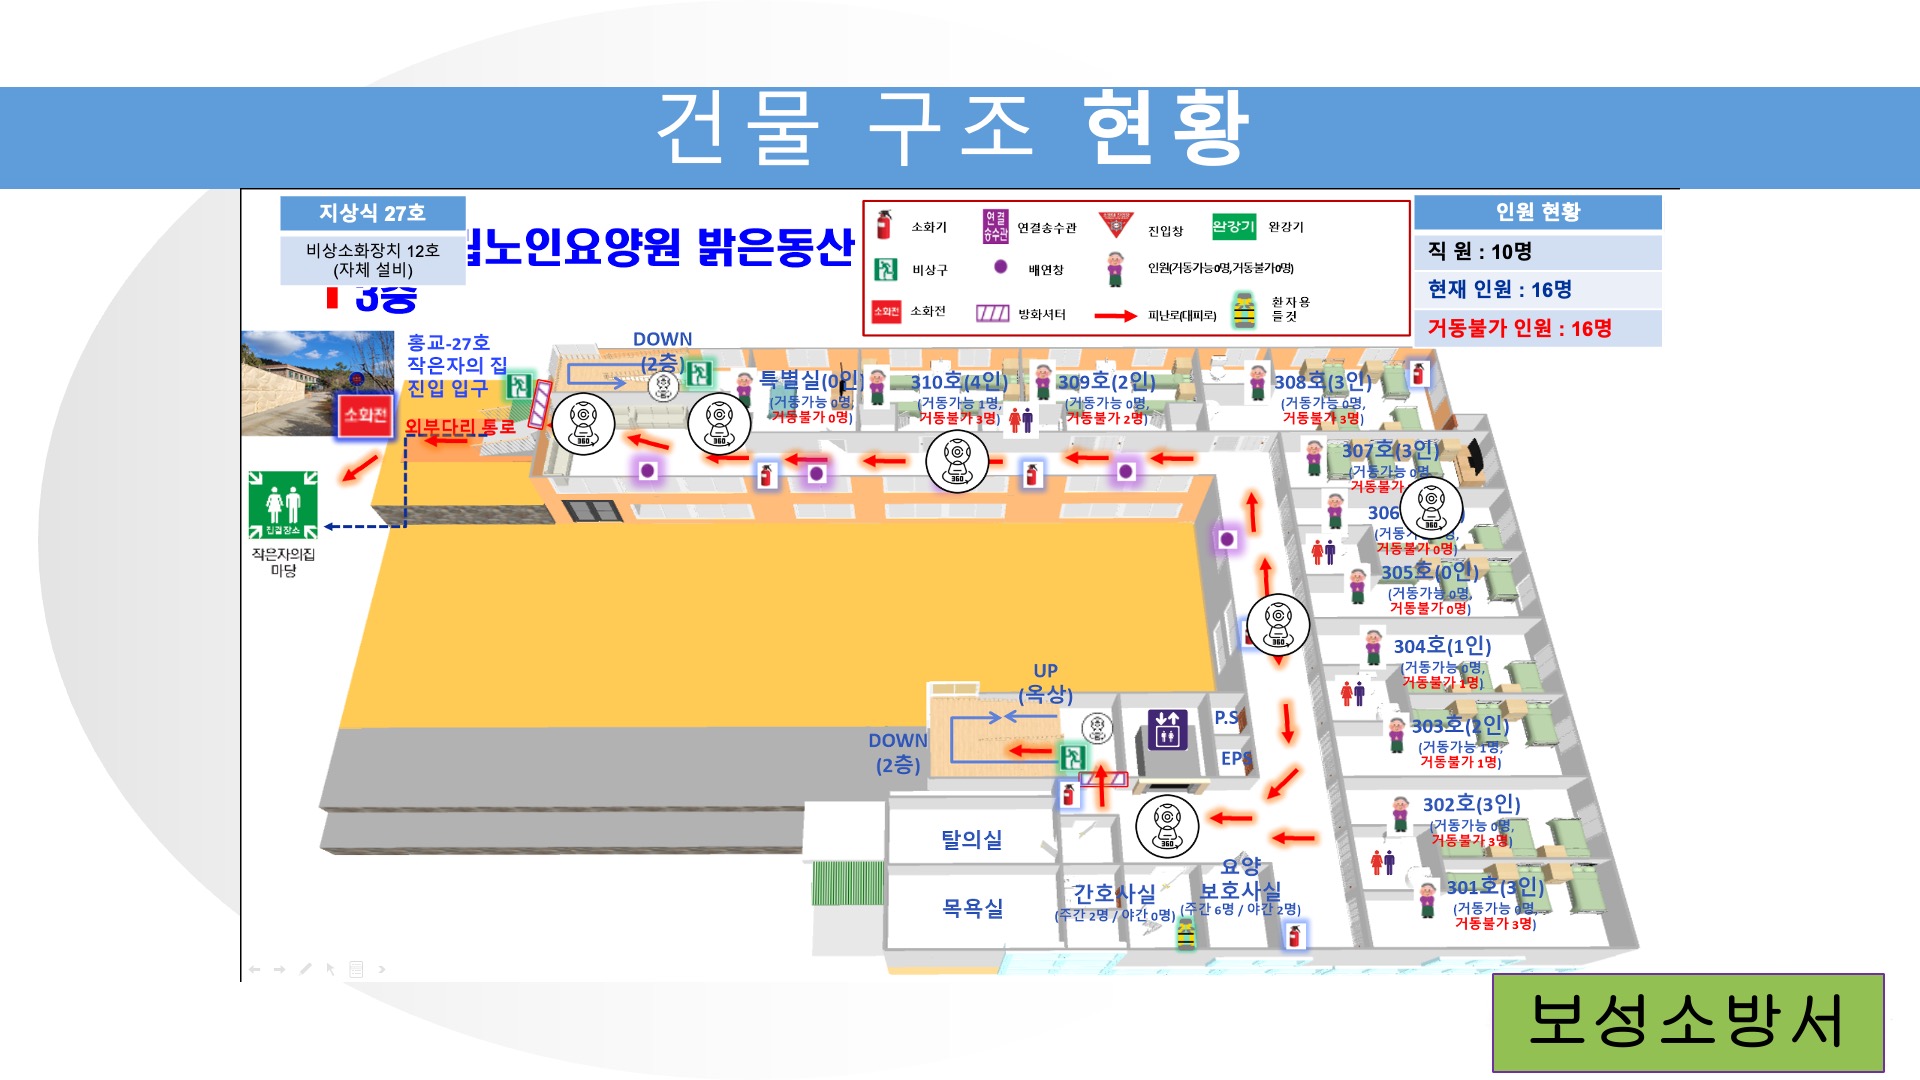 건물 구조 현황
지상식 27호
비상소화장치 12호
(자체 설비)
노인요양원 밝은동산
3층
소화기
연결
송수관
연결송수관
진입창
완강기
완강기
비상구
배연창
인원(거동가능0명,거동불가0명)
소화전
소화전
방화셔터
피난로(대피로)
환자용
들것
인원 현황
직 원 : 10명
현재 인원 : 16명
거동불가 인원 : 16명
홍교-27호
작은자의 집
진입 입구
소화전
외부다리 통로
집결장소
작은자의집
마당
DOWN
(2층)
특별실(0인)
(거동가능 0명,
거동불가 0명)
310호(4인)
(거동가능 1명,
거동불가 3명)
309호(2인)
(거동가능 0명,
거동불가 2명)
308호(3인)
(거동가능 0명,
거동불가 3명)
307호(3인)
(거동가능 0명,
거동불가
306
거동불가 0명)
305호(0인)
(거동가능 0명,
거동불가 0명)
304호(1인)
(거동가능 0명,
거동불가 1명)
303호(2인)
(거동가능 1명,
거동불가 1명)
302호(3인)
(거동가능 0명,
거동불가 3명)
301호(3인)
(거동가능 0명,
거동불가 3명)
360
360
360
360
360
360
UP
(옥상)
DOWN
(2층)
P.S
EPS
탈의실
목욕실
간호사실
(주간 2명 / 야간 0명)
요양
보호사실
(주간 6명 / 야간 2명)
보성소방서